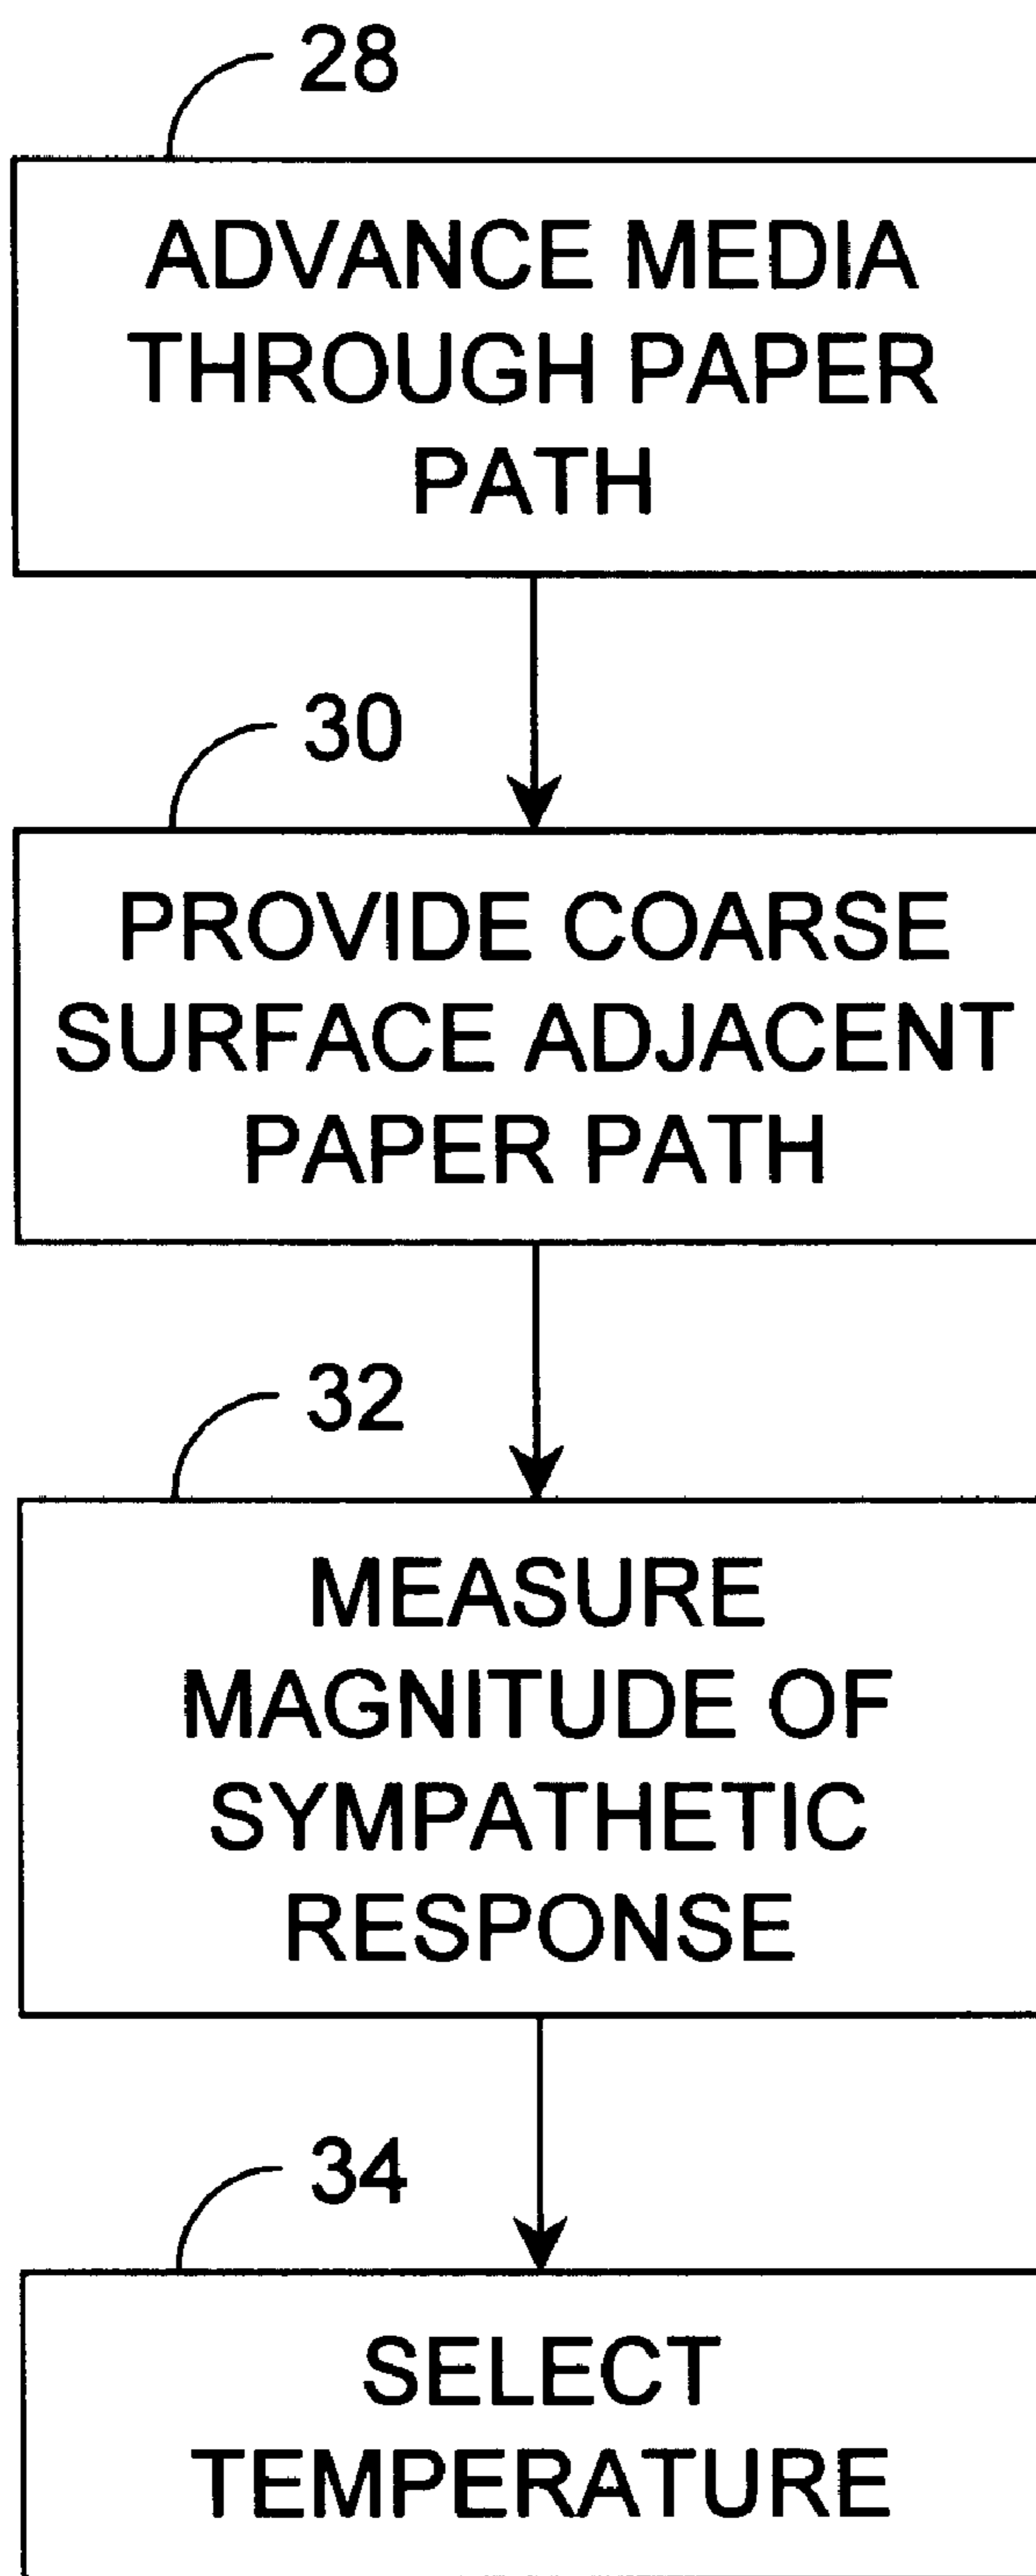 28
ADVANCE MEDIA
THROUGH PAPER
PATH
30
PROVIDE COARSE
SURFACE ADJACENT
PAPER PATH
32
MEASURE
MAGNITUDE OF
SYMPATHETIC
RESPONSE
34
SELECT
TEMPERATURE